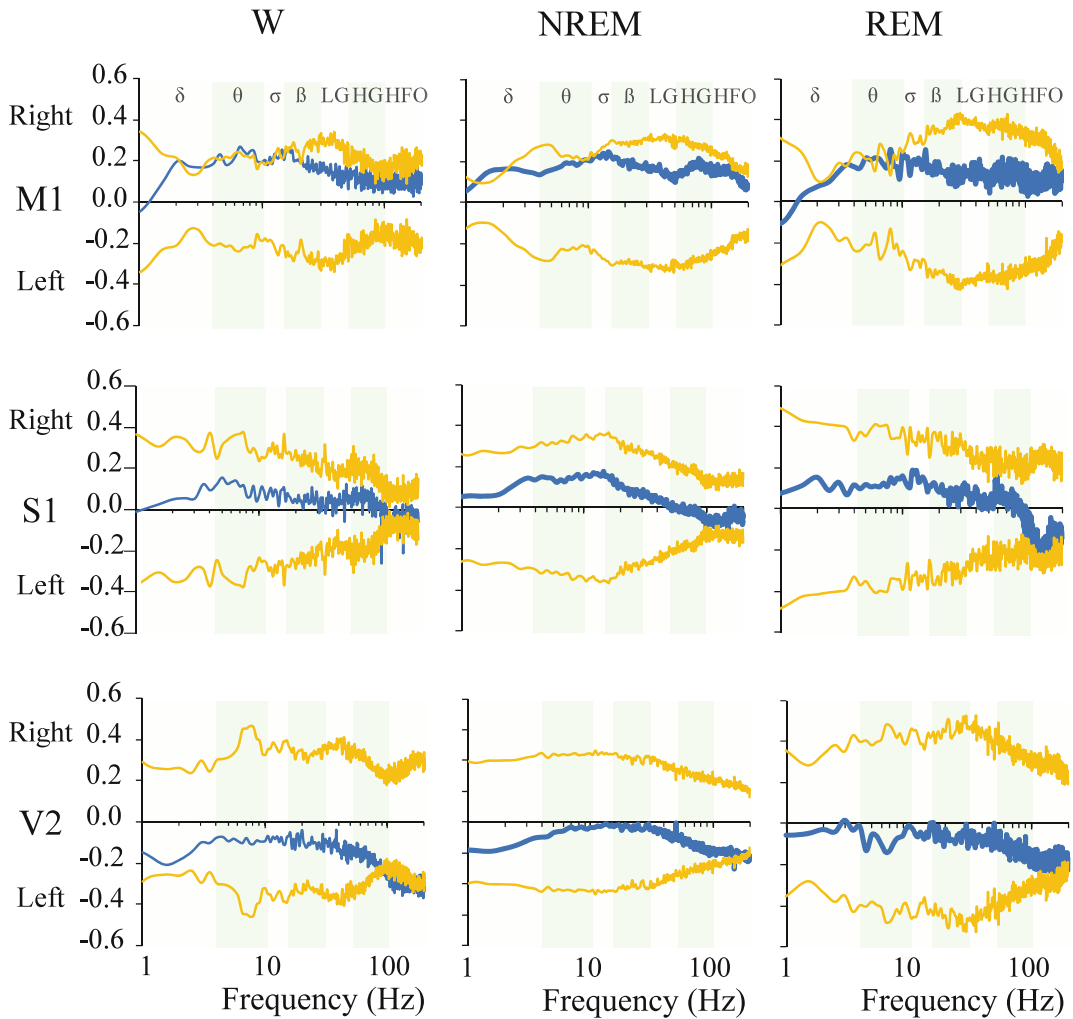 W NREM REM
0.6
δ θ σ ß LG HG HFO δ θ σ ß LG HG HFO δ θ σ ß LG HG HFO
Right 0.4
0.2
M1 0.0
-0.2
Left -0.4
-0.6
0.6
Right 0.4
0.2
S1 0.0
-0.2
Left -0.4
-0.6
0.6
Right 0.4
0.2
V2 0.0
-0.2
Left -0.4
-0.6
1 10 100 1 10 100 1 10 100
Frequency (Hz) Frequency (Hz) Frequency (Hz)